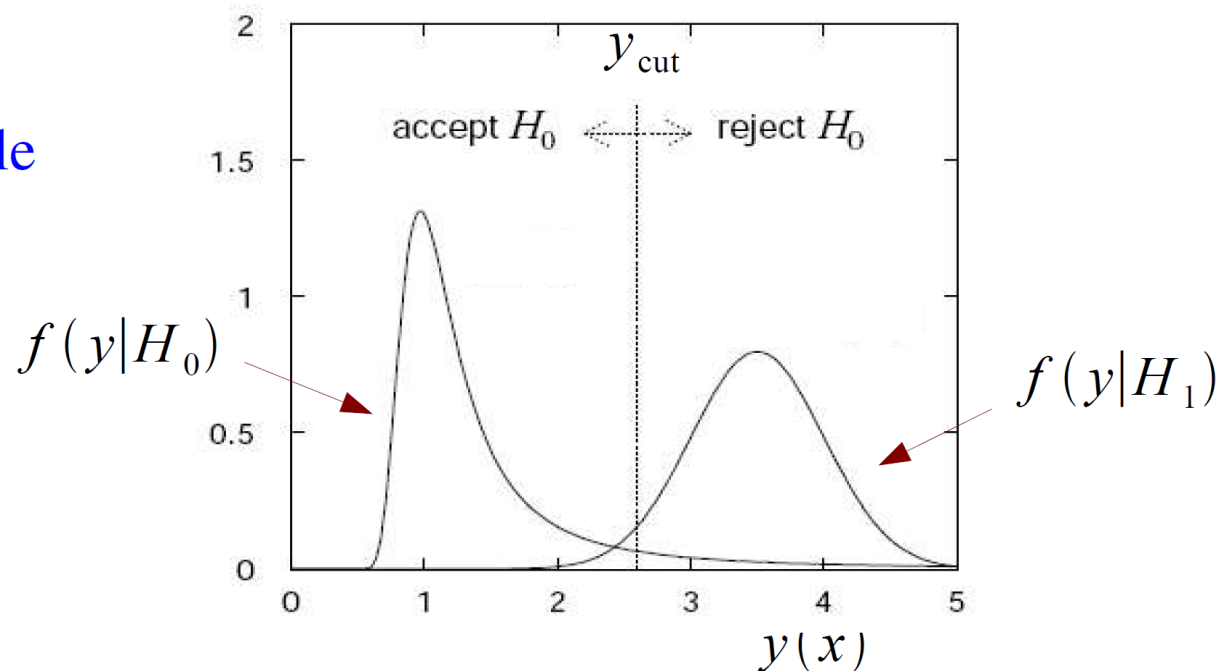 2
y_cut
accept H_0 reject H_0
le
1.5
1
f(y|H_0)
f(y|H_1)
0.5
0
0 1 2 3 4 5
y(x)